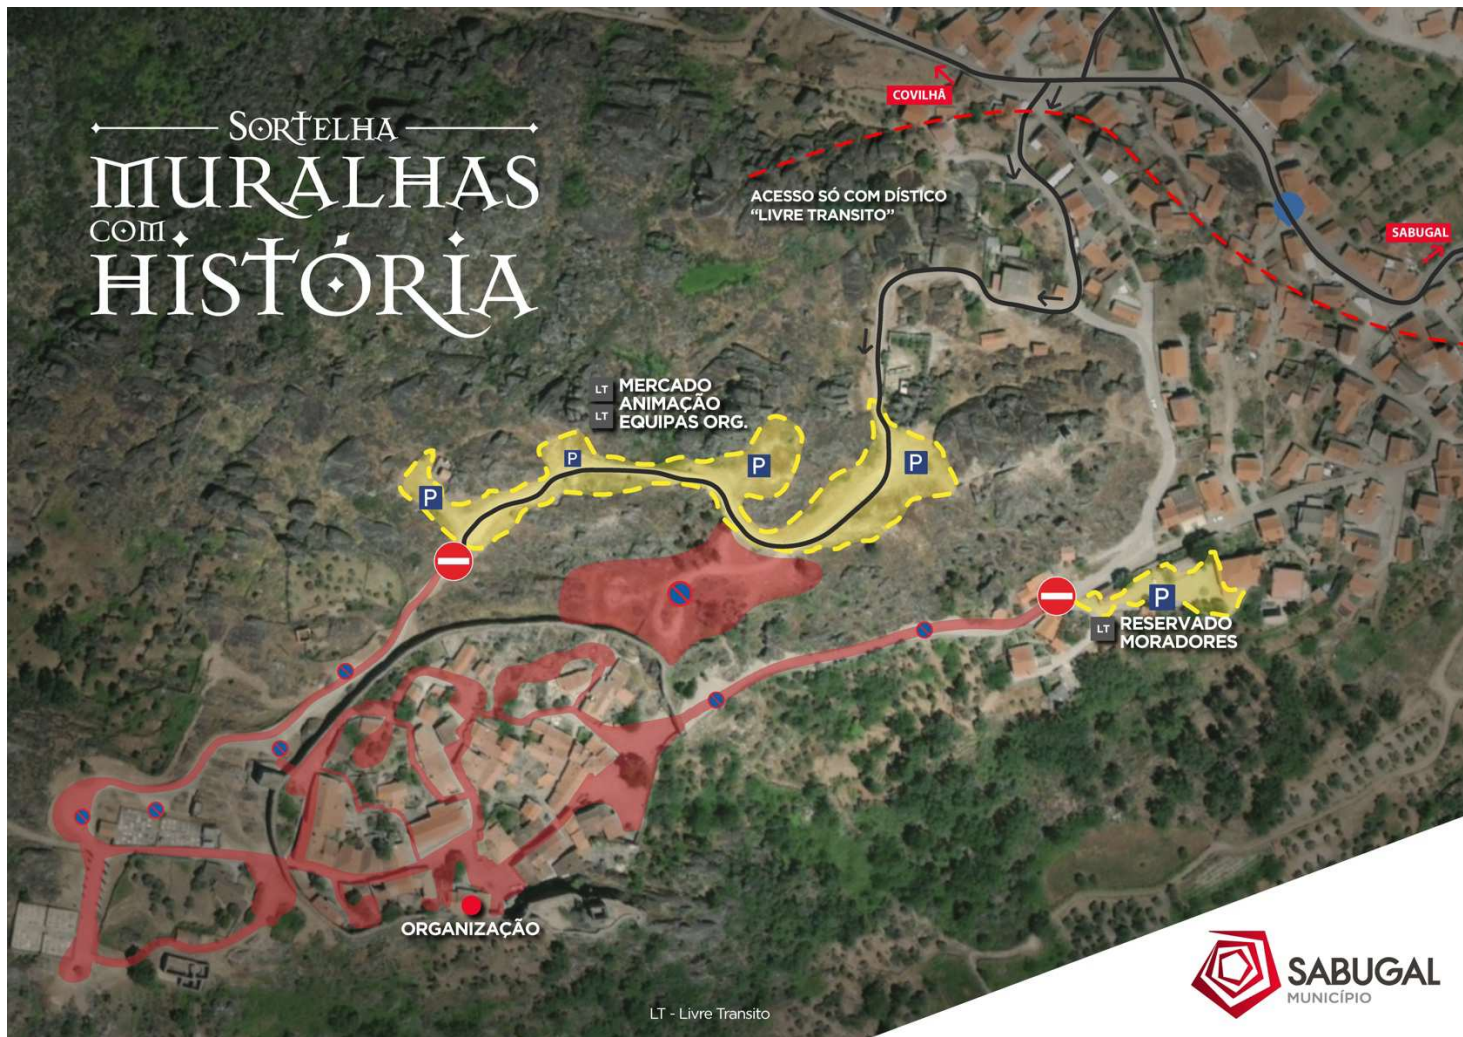 SORTELHA
MURALHAS
COM
HISTÓRIA
COVILHÃ
ACESSO SÓ COM DÍSTICO
“LIVRE TRANSITO”
SABUGAL
LT MERCADO
ANIMAÇÃO
LT EQUIPAS ORG.
P
P
P
P
P
LT RESERVADO
MORADORES
ORGANIZAÇÃO
LT - Livre Transito
SABUGAL
MUNICÍPIO